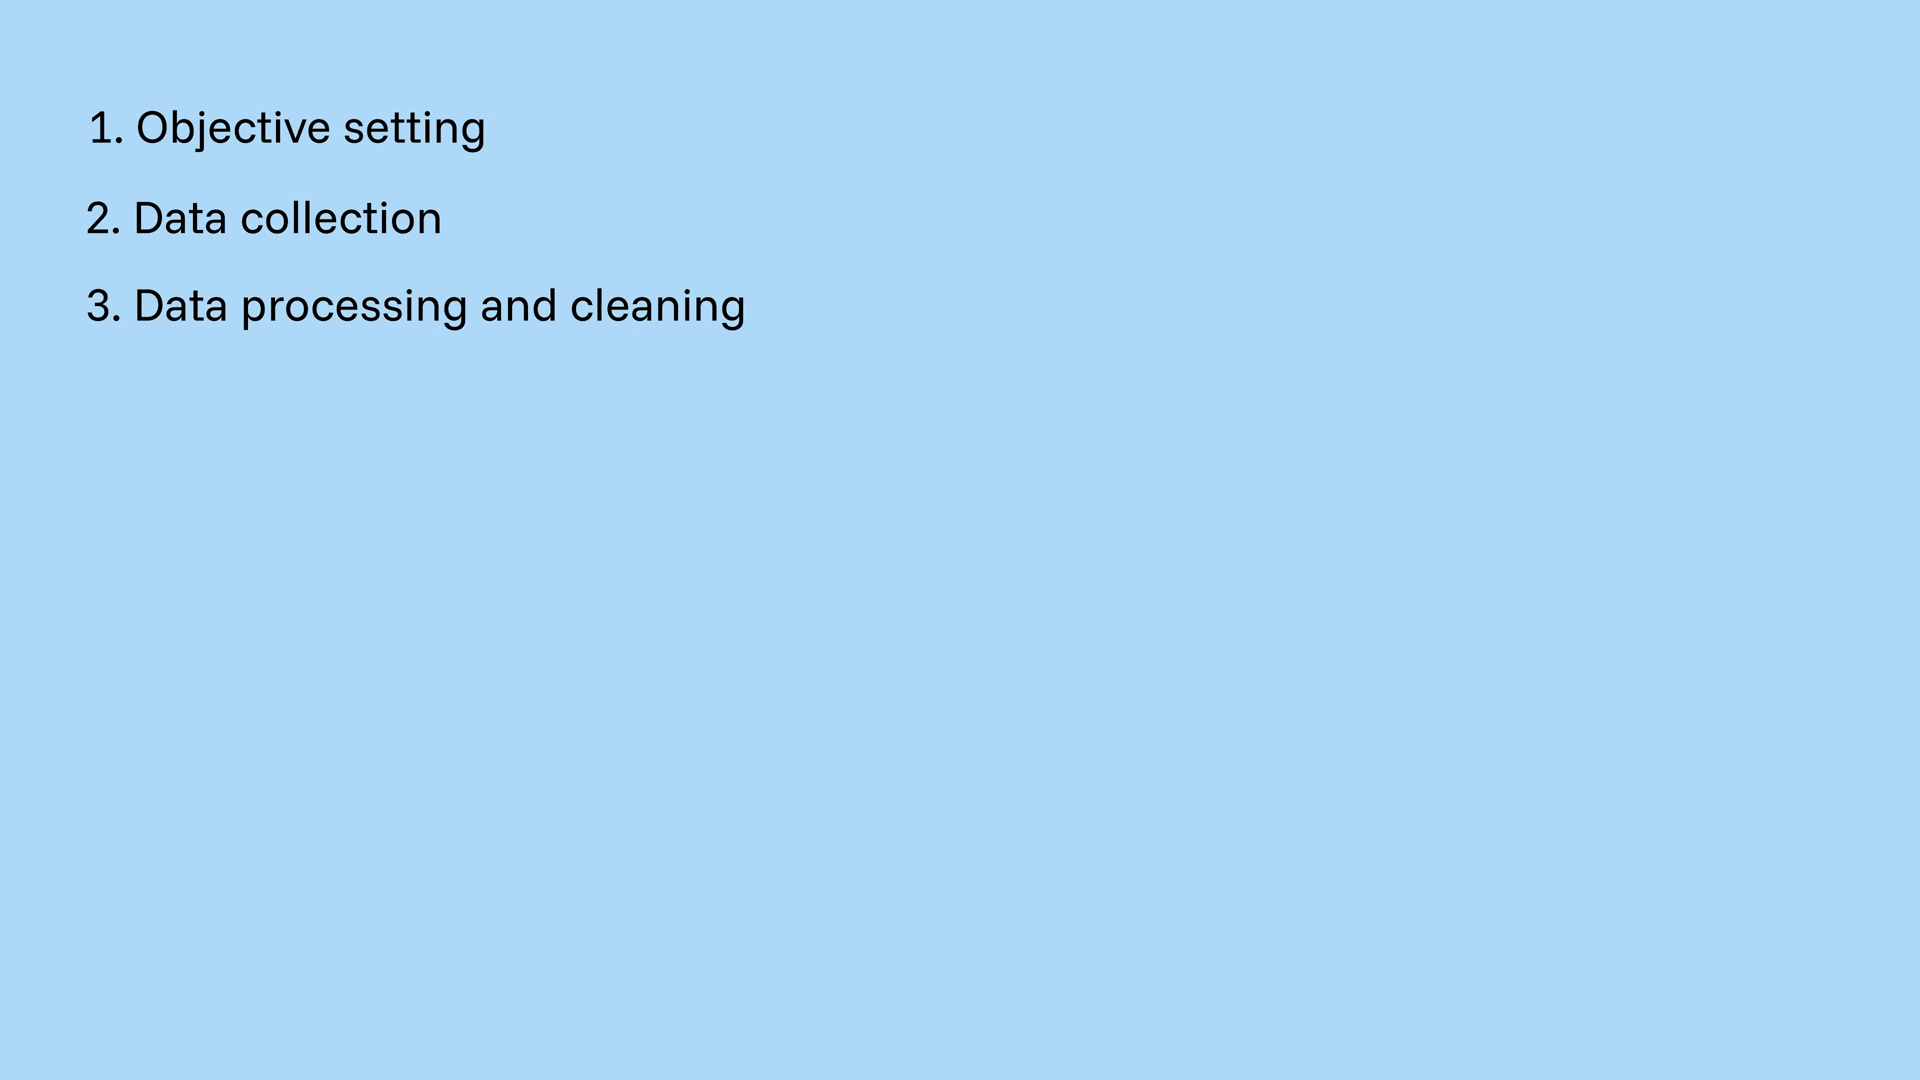 1. Objective setting
2. Data collection
3. Data processing and cleaning